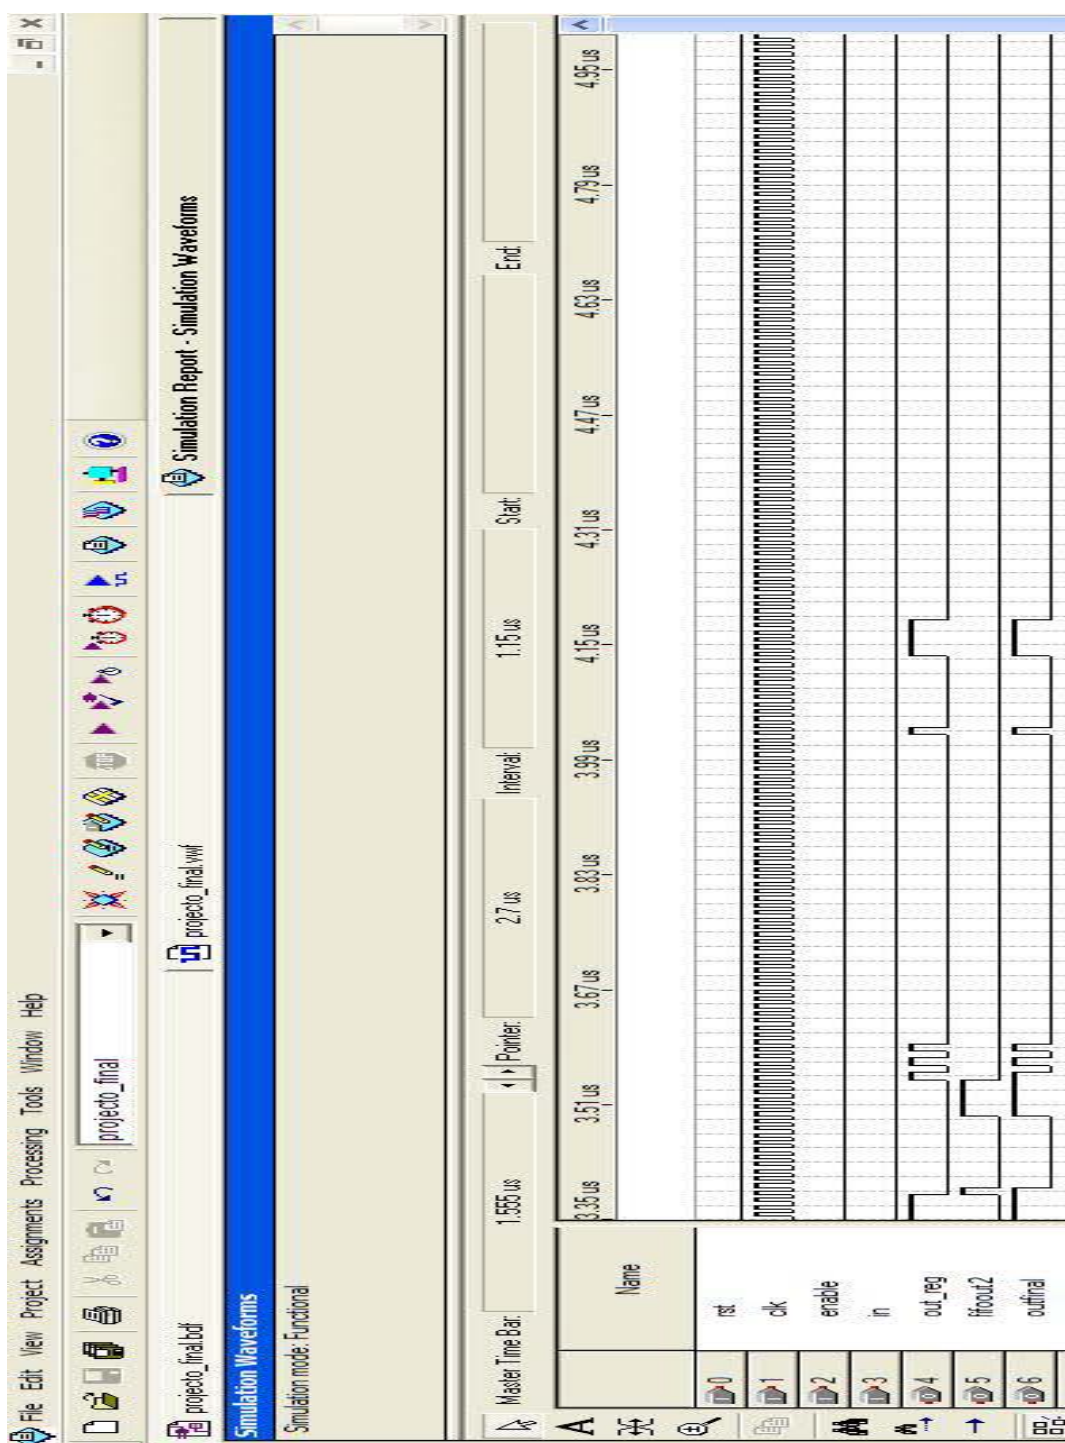 File Edit View Project Assignments Processing Tools Window Help
projecto_final
projecto_final.bdf
projecto_final.vwf
Simulation Report - Simulation Waveforms
Simulation Waveforms
Simulation mode: Functional
Master Time Bar: 1.555 us Pointer: 2.7 us Interval: 1.15 us Start: End:
Name
3.35 us 3.51 us 3.67 us 3.83 us 3.99 us 4.15 us 4.31 us 4.47 us 4.63 us 4.79 us 4.95 us
0 rst
1 clk
2 enable
3 in
4 out_reg
5 fifoout2
6 outfinal